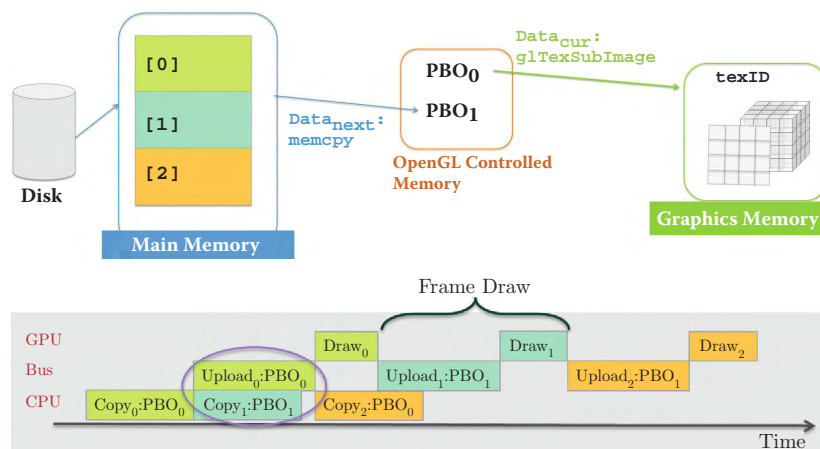 [0]
[1]
[2]
Disk
Main Memory
Data_next:
memcpy
PBO_0
PBO_1
OpenGL Controlled
Memory
Data_cur:
glTexSubImage
texID
Graphics Memory
Frame Draw
GPU
Draw_0
Draw_1
Draw_2
Bus
Upload_0:PBO_0
Upload_1:PBO_1
Upload_2:PBO_1
CPU
Copy_0:PBO_0
Copy_1:PBO_1
Copy_2:PBO_0
Time